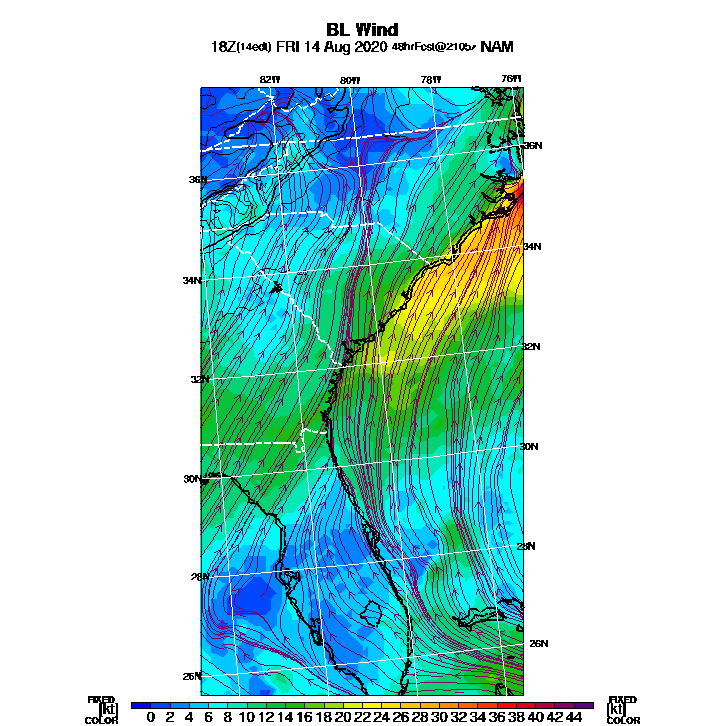 BL Wind
18Z(14edt) FRI 14 Aug 2020 48hrFcst@2105z NAM
82W 80W 78W 76W
36N
36N
34N
34N
32N
32N
30N
30N
28N
28N
26N
26N
FIXED FIXED
[kt] 0 2 4 6 8 10 12 14 16 18 20 22 24 26 28 30 32 34 36 38 40 42 44 [kt]
COLOR COLOR